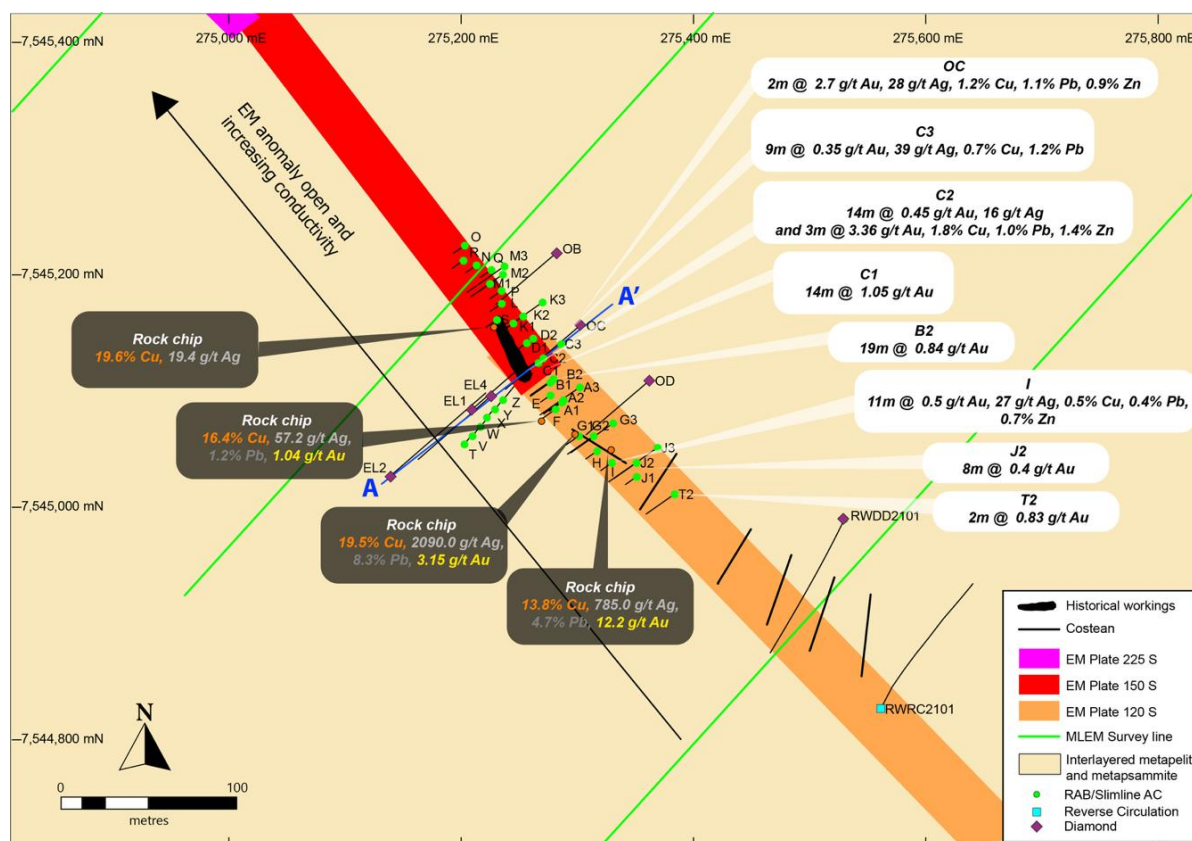 275,000 mE
275,200 mE
275,400 mE
275,600 mE
275,800 mE
7,545,400 mN
7,545,200 mN
7,545,000 mN
7,544,800 mN
EM anomaly open and
increasing conductivity
OC
2m @ 2.7 g/t Au, 28 g/t Ag, 1.2% Cu, 1.1% Pb, 0.9% Zn
C3
9m @ 0.35 g/t Au, 39 g/t Ag, 0.7% Cu, 1.2% Pb
C2
14m @ 0.45 g/t Au, 16 g/t Ag
and 3m @ 3.36 g/t Au, 1.8% Cu, 1.0% Pb, 1.4% Zn
C1
14m @ 1.05 g/t Au
B2
19m @ 0.84 g/t Au
I
11m @ 0.5 g/t Au, 27 g/t Ag, 0.5% Cu, 0.4% Pb,
0.7% Zn
J2
8m @ 0.4 g/t Au
T2
2m @ 0.83 g/t Au
Rock chip
19.6% Cu, 19.4 g/t Ag
Rock chip
16.4% Cu, 57.2 g/t Ag,
1.2% Pb, 1.04 g/t Au
Rock chip
19.5% Cu, 2090.0 g/t Ag,
8.3% Pb, 3.15 g/t Au
Rock chip
13.8% Cu, 785.0 g/t Ag,
4.7% Pb, 12.2 g/t Au
O
R
N
Q
M3
M2
M1
P
L
S
OB
K3
K2
K1
A'
OC
D2
D1
C3
C2
C1
B2
B1
A3
A2
A1
E
F
OD
EL4
EL1
Z
Y
X
W
V
T
EL2
A
G1
G2
G3
H
I
J3
J2
J1
T2
RWDD2101
RWRC2101
N
0
100
metres
Historical workings
Costean
EM Plate 225 S
EM Plate 150 S
EM Plate 120 S
MLEM Survey line
Interlayered metapelit
and metapsammite
RAB/Slimline AC
Reverse Circulation
Diamond